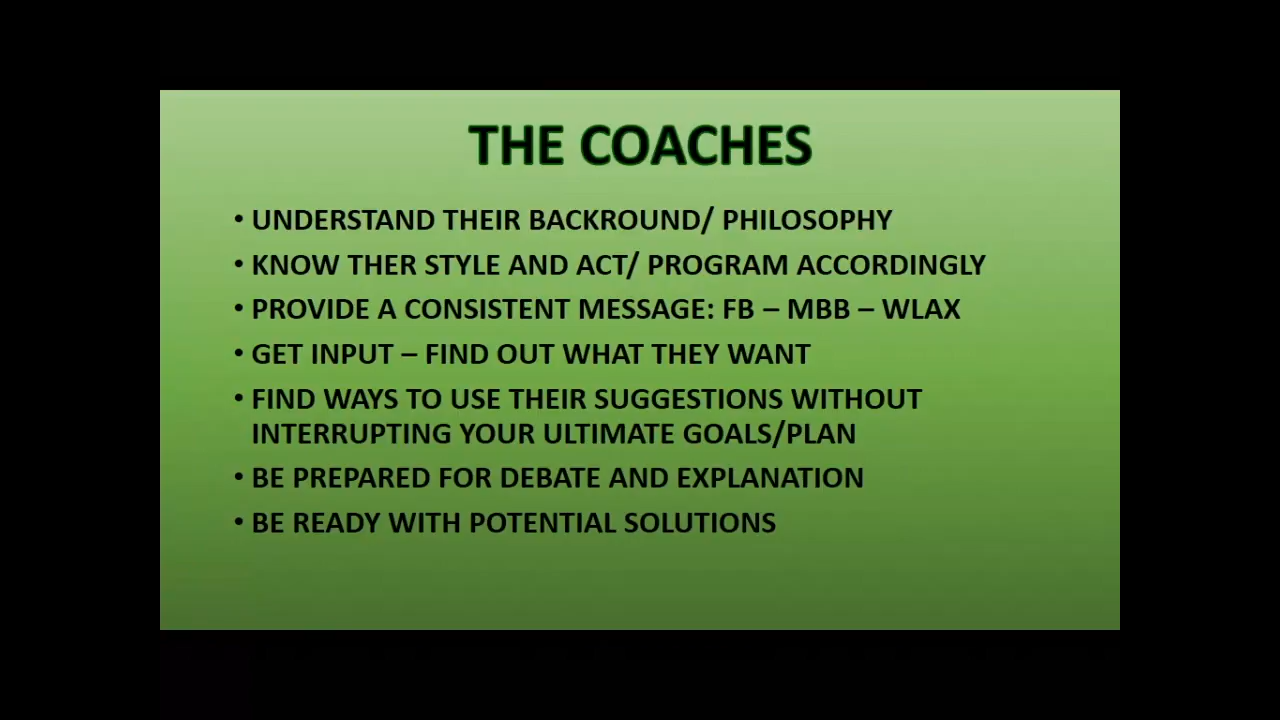 THE COACHES
• UNDERSTAND THEIR BACKROUND/ PHILOSOPHY
• KNOW THER STYLE AND ACT/ PROGRAM ACCORDINGLY
• PROVIDE A CONSISTENT MESSAGE: FB – MBB – WLAX
• GET INPUT – FIND OUT WHAT THEY WANT
• FIND WAYS TO USE THEIR SUGGESTIONS WITHOUT
INTERRUPTING YOUR ULTIMATE GOALS/PLAN
• BE PREPARED FOR DEBATE AND EXPLANATION
• BE READY WITH POTENTIAL SOLUTIONS